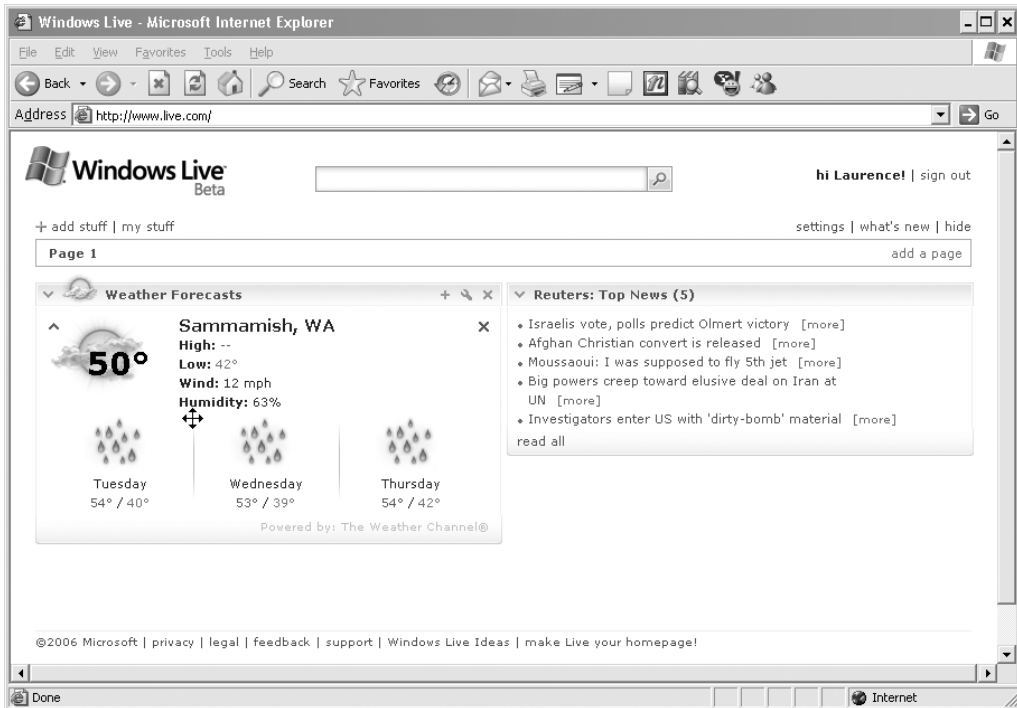 Windows Live - Microsoft Internet Explorer
File Edit View Favorites Tools Help
Back Search Favorites
Address http://www.live.com/ Go
Windows Live™
Beta
hi Laurence! | sign out
+ add stuff | my stuff
settings | what's new | hide
Page 1
add a page
Weather Forecasts
50°
Sammamish, WA
High: --
Low: 42°
Wind: 12 mph
Humidity: 63%
Tuesday Wednesday Thursday
54° / 40° 53° / 39° 54° / 42°
Powered by: The Weather Channel®
Reuters: Top News (5)
• Israelis vote, polls predict Olmert victory [more]
• Afghan Christian convert is released [more]
• Moussaoui: I was supposed to fly 5th jet [more]
• Big powers creep toward elusive deal on Iran at
UN [more]
• Investigators enter US with 'dirty-bomb' material [more]
read all
©2006 Microsoft | privacy | legal | feedback | support | Windows Live Ideas | make Live your homepage!
Done Internet